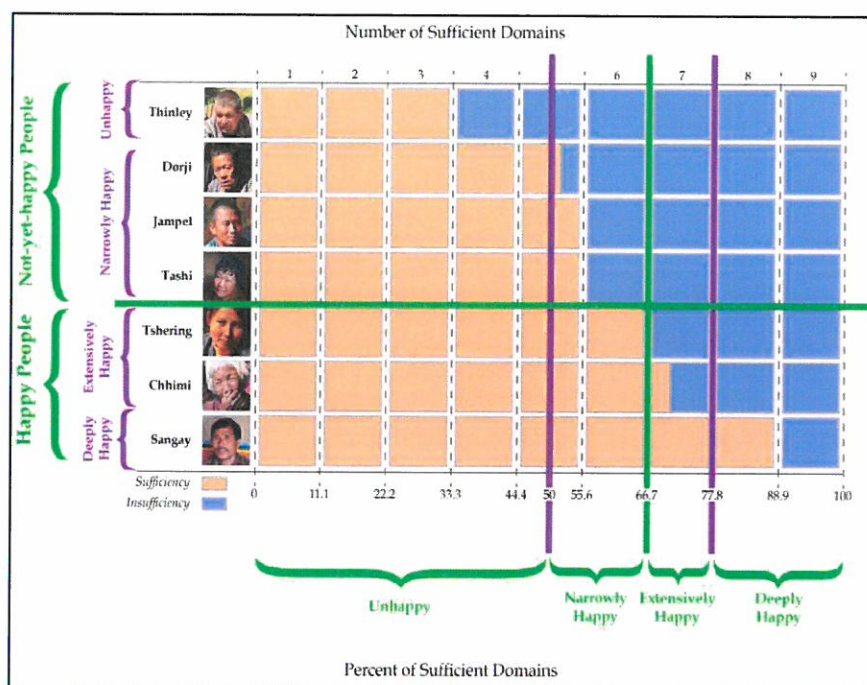 Number of Sufficient Domains
1 2 3 4 6 7 8 9
Not-yet-happy People
Unhappy
Thinley
Narrowly Happy
Dorji
Jampel
Tashi
Happy People
Extensively Happy
Tshering
Chhimi
Deeply Happy
Sangay
Sufficiency
Insufficiency
0 11.1 22.2 33.3 44.4 50 55.6 66.7 77.8 88.9 100
Unhappy
Narrowly Happy
Extensively Happy
Deeply Happy
Percent of Sufficient Domains